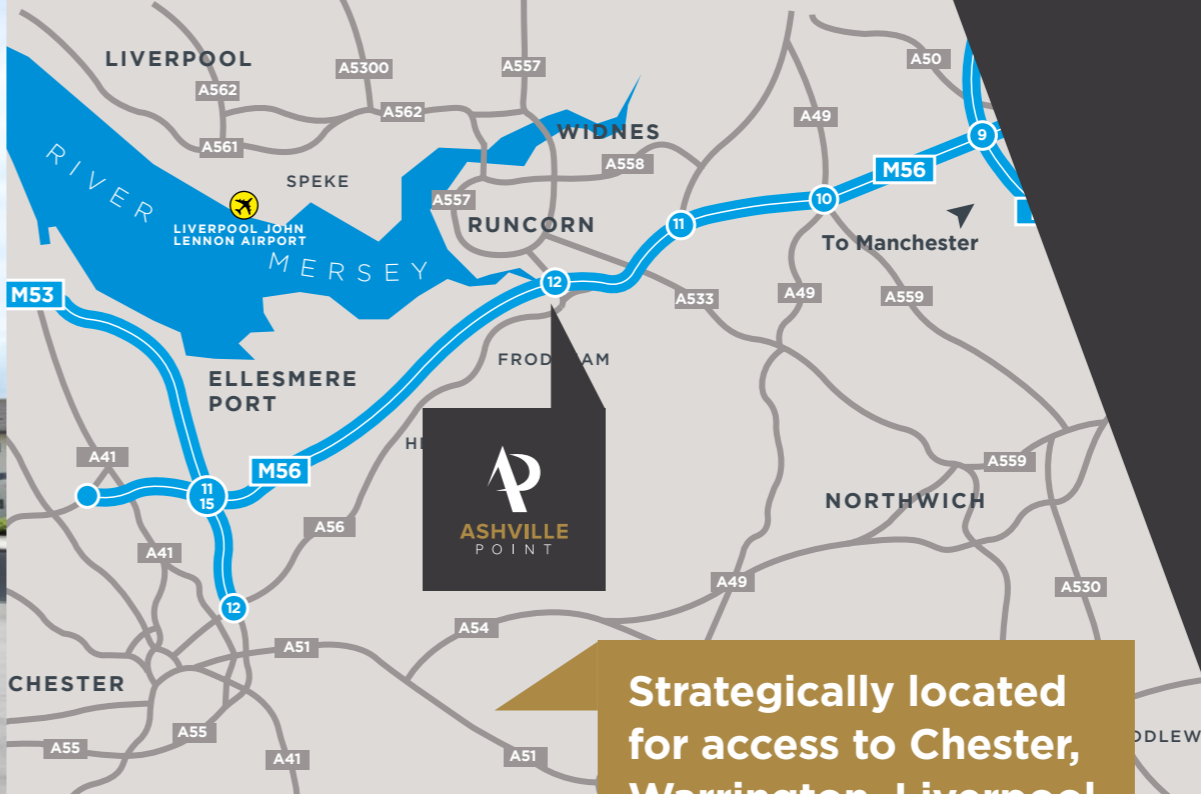 LIVERPOOL
A5300
A557
A50
A562
A562
A49
WIDNES
9
A561
A558
M56
RIVER
SPEKE
A557
10
LIVERPOOL JOHN
LENNON AIRPORT
RUNCORN
11
To Manchester
MERSEY
12
M53
A533
A49
A559
ELLESMERE
PORT
A41
M56
A559
11
15
NORTHWICH
A56
ASHVILLE
POINT
A41
A49
A530
12
A54
A51
CHESTER
Strategically located
for access to Chester,
Warrington, Liverpool
A55
A55
A41
A51